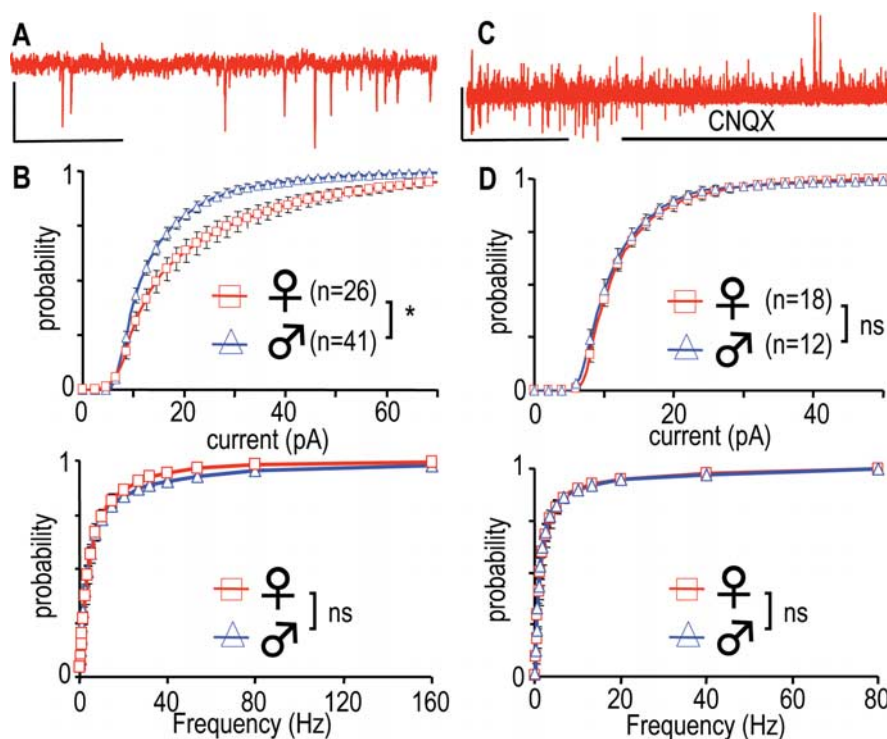 A
C
CNQX
B
1
probability
♀ (n=26)
♂ (n=41)
*
0
20 40 60
current (pA)
D
1
probability
♀ (n=18)
♂ (n=12)
ns
0
0 20 40
current (pA)
1
probability
♀
♂
ns
0
0 40 80 120 160
Frequency (Hz)
1
probability
♀
♂
ns
0
0 20 40 60 80
Frequency (Hz)